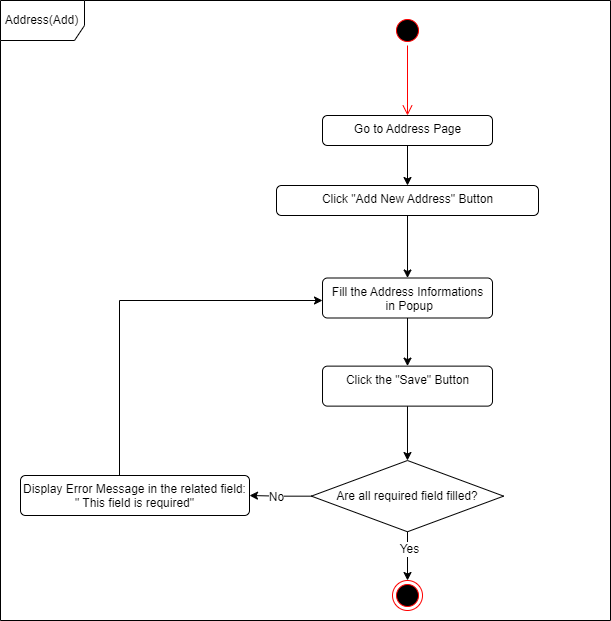 Address(Add)
Go to Address Page
Click "Add New Address" Button
Fill the Address Informations
in Popup
Click the "Save" Button
Are all required field filled?
No
Display Error Message in the related field:
" This field is required"
Yes